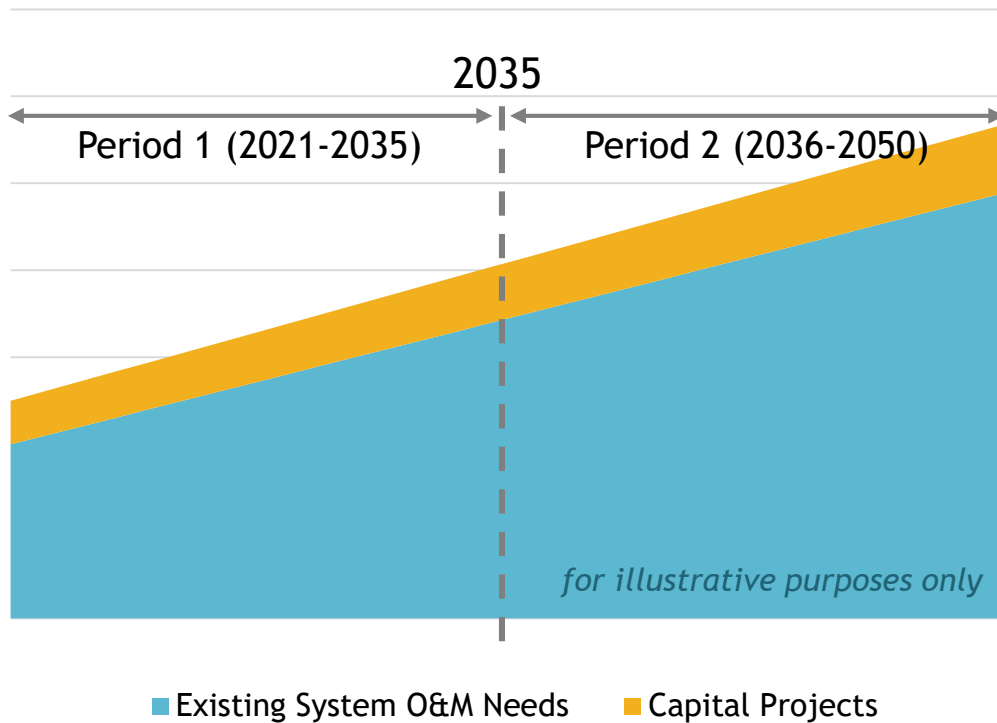 2035
Period 1 (2021-2035)
Period 2 (2036-2050)
for illustrative purposes only
Existing System O&M Needs
Capital Projects